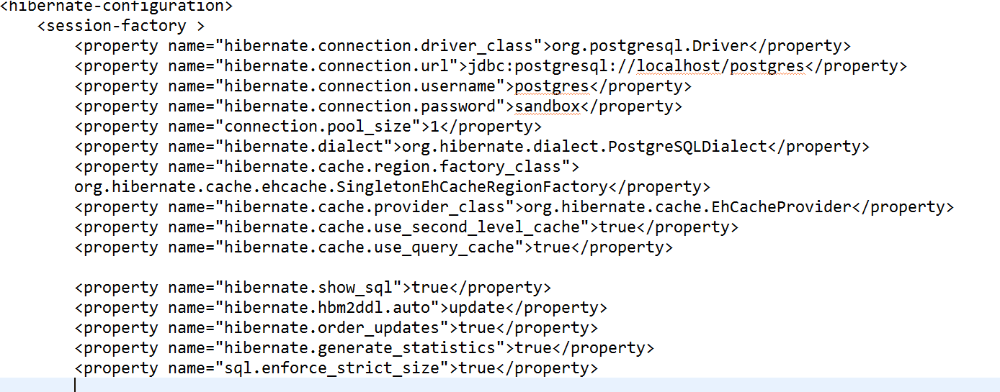 <hibernate-configuration>
<session-factory >
<property name="hibernate.connection.driver_class">org.postgresql.Driver</property>
<property name="hibernate.connection.url">jdbc:postgresql://localhost/postgres</property>
<property name="hibernate.connection.username">postgres</property>
<property name="hibernate.connection.password">sandbox</property>
<property name="connection.pool_size">1</property>
<property name="hibernate.dialect">org.hibernate.dialect.PostgreSQLDialect</property>
<property name="hibernate.cache.region.factory_class">
org.hibernate.cache.ehcache.SingletonEhCacheRegionFactory</property>
<property name="hibernate.cache.provider_class">org.hibernate.cache.EhCacheProvider</property>
<property name="hibernate.cache.use_second_level_cache">true</property>
<property name="hibernate.cache.use_query_cache">true</property>
<property name="hibernate.show_sql">true</property>
<property name="hibernate.hbm2ddl.auto">update</property>
<property name="hibernate.order_updates">true</property>
<property name="hibernate.generate_statistics">true</property>
<property name="sql.enforce_strict_size">true</property>